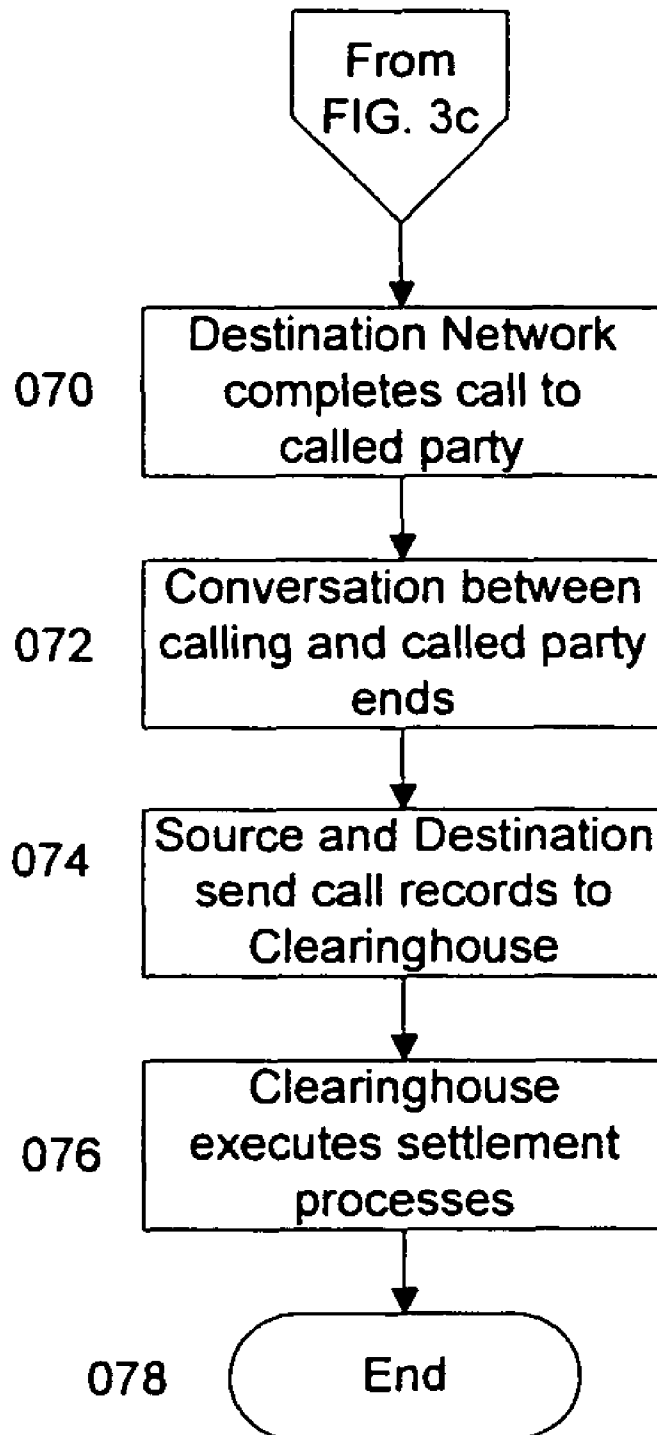 From
FIG. 3c
070
Destination Network
completes call to
called party
072
Conversation between
calling and called party
ends
074
Source and Destination
send call records to
Clearinghouse
076
Clearinghouse
executes settlement
processes
078
End